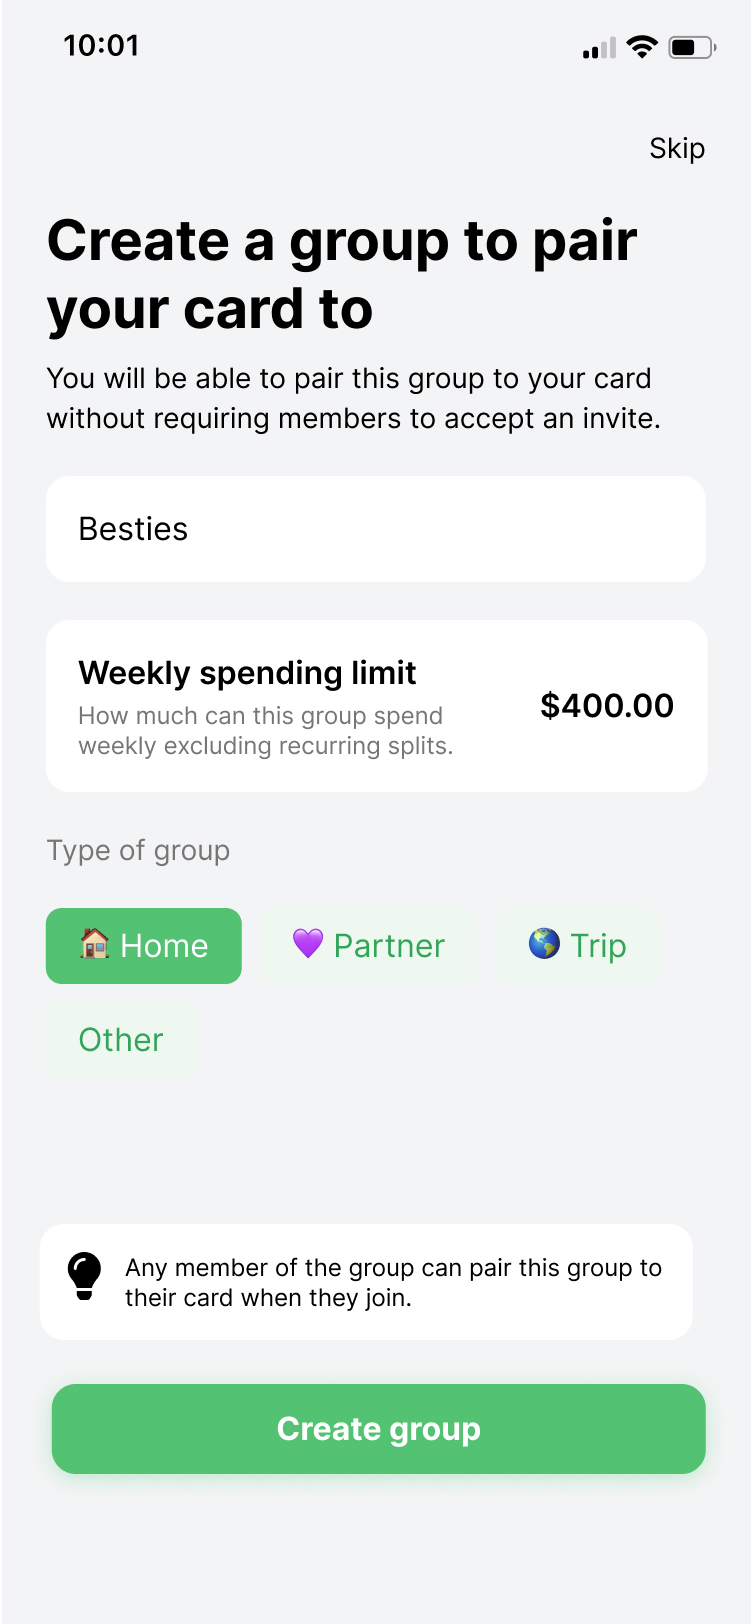 10:01
Skip
Create a group to pair
your card to
You will be able to pair this group to your card
without requiring members to accept an invite.
Besties
Weekly spending limit
How much can this group spend
weekly excluding recurring splits.
$400.00
Type of group
🏠 Home 💜 Partner 🌎 Trip
Other
Any member of the group can pair this group to
their card when they join.
Create group